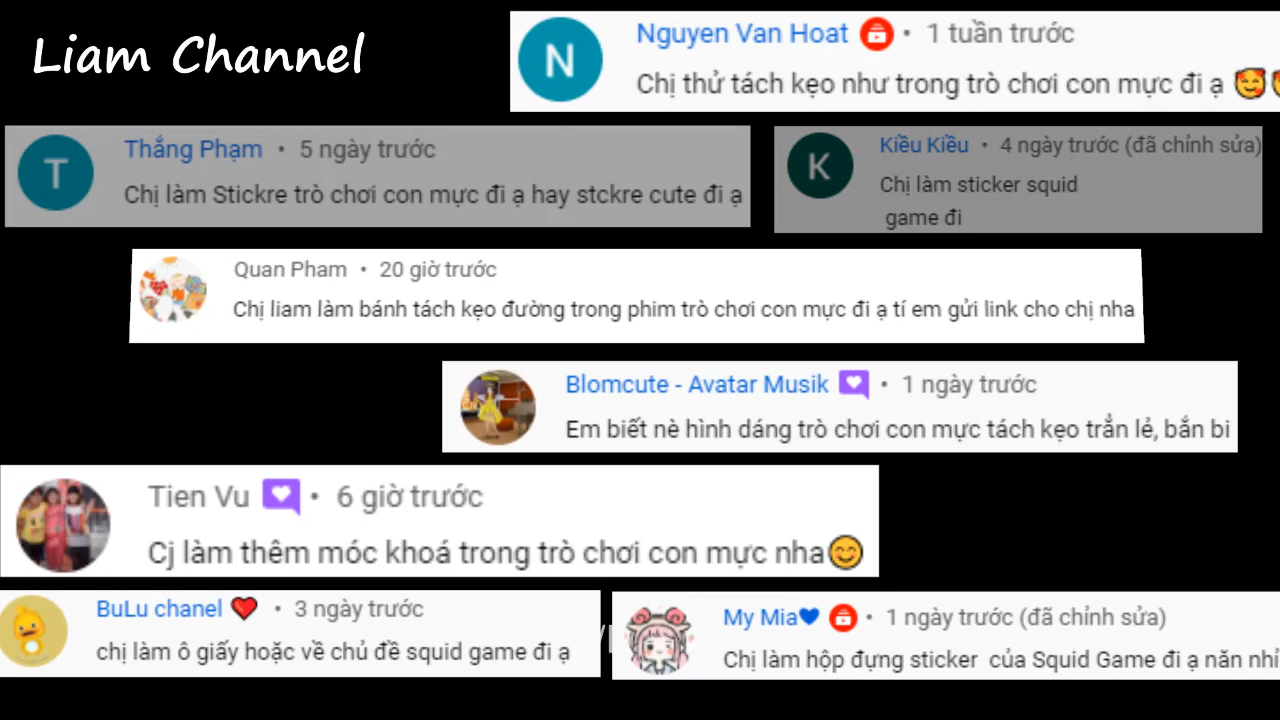 Liam Channel
N
Nguyen Van Hoat • 1 tuần trước
Chị thử tách kẹo như trong trò chơi con mực đi ạ 🥰
T
Thắng Phạm • 5 ngày trước
Chị làm Stickre trò chơi con mực đi ạ hay stckre cute đi ạ
K
Kiều Kiều • 4 ngày trước (đã chỉnh sửa)
Chị làm sticker squid
game đi
Quan Pham • 20 giờ trước
Chị liam làm bánh tách kẹo đường trong phim trò chơi con mực đi ạ tí em gửi link cho chị nha
Blomcute - Avatar Musik • 1 ngày trước
Em biết nè hình dáng trò chơi con mực tách kẹo trẳn lẻ, bắn bi
Tien Vu • 6 giờ trước
Cj làm thêm móc khoá trong trò chơi con mực nha😊
BuLu chanel ❤️ • 3 ngày trước
chị làm ô giấy hoặc về chủ đề squid game đi ạ
My Mia💙 • 1 ngày trước (đã chỉnh sửa)
Chị làm hộp đựng sticker của Squid Game đi ạ năn